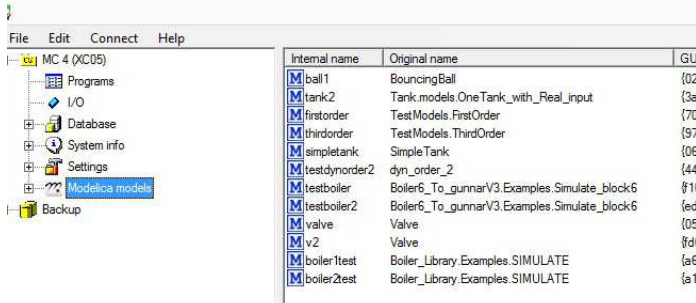 File Edit Connect Help
cs MC 4 (XC05)
Programs
I/O
Database
System info
Settings
Modelica models
Backup
Internal name Original name GU
M ball1 BouncingBall {02
M tank2 Tank.models.OneTank_with_Real_input {3a
M firstorder TestModels.FirstOrder {70
M thirdorder TestModels.ThirdOrder {97
M simpletank SimpleTank {06
M testdynorder2 dyn_order_2 {44
M testboiler Boiler6_To_gunnarV3.Examples.Simulate_block6 {f10
M testboiler2 Boiler6_To_gunnarV3.Examples.Simulate_block6 {ed
M valve Valve {05
M v2 Valve {fd
M boiler1test Boiler_Library.Examples.SIMULATE {a6
M boiler2test Boiler_Library.Examples.SIMULATE {a1